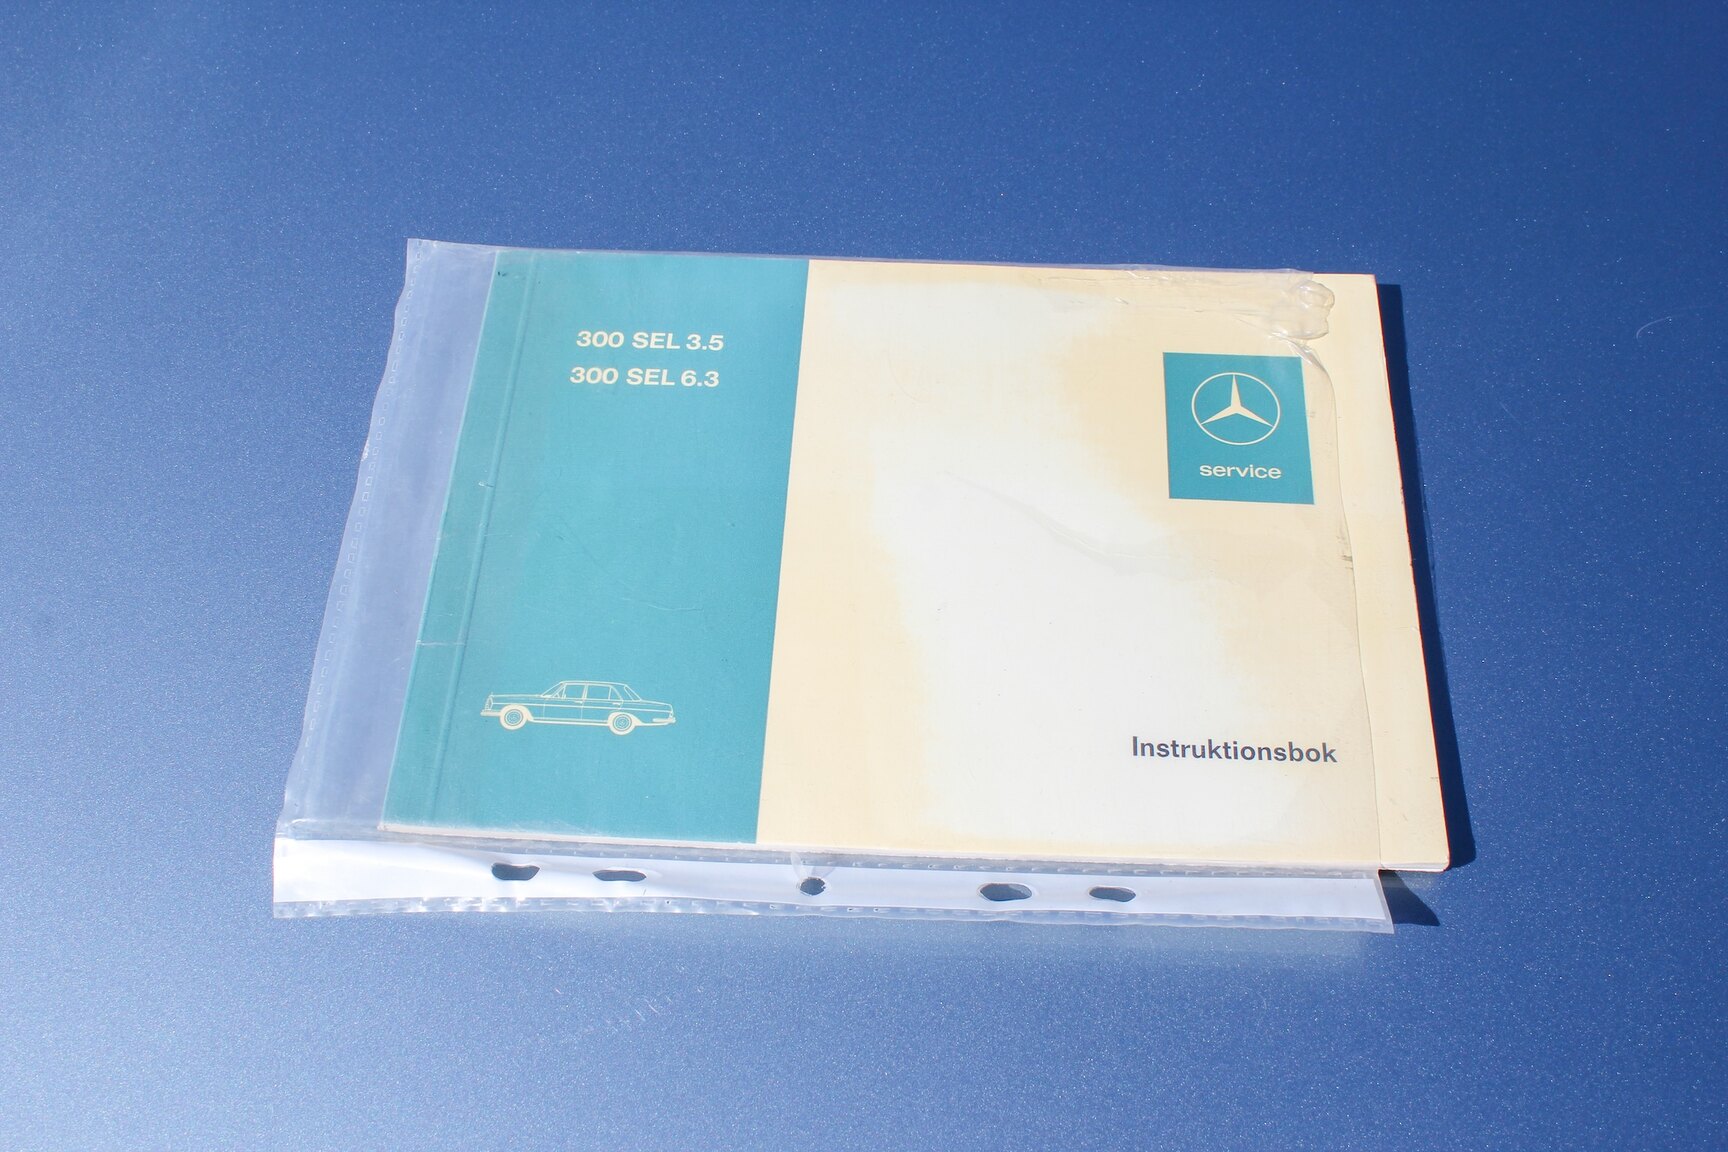 300 SEL 3.5
300 SEL 6.3
service
Instruktionsbok